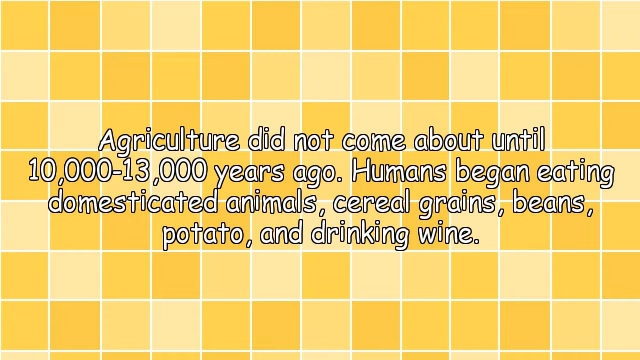 Agriculture did not come about until
10,000-13,000 years ago. Humans began eating
domesticated animals, cereal grains, beans,
potato, and drinking wine.